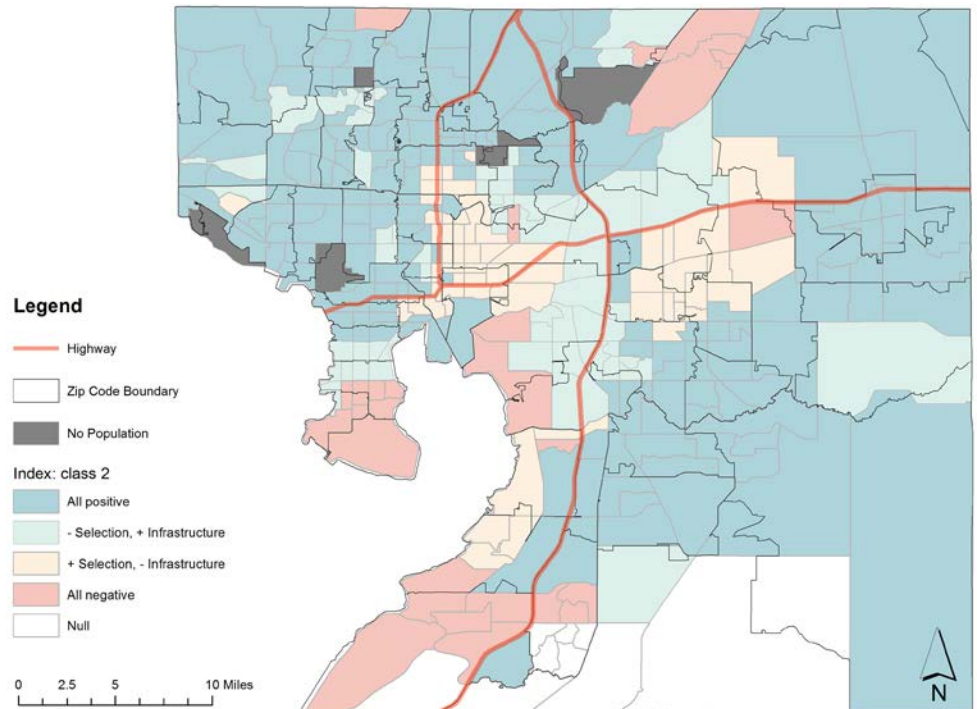 Legend
Highway
Zip Code Boundary
No Population
Index: class 2
All positive
- Selection, + Infrastructure
+ Selection, - Infrastructure
All negative
Null
0 2.5 5 10 Miles
N